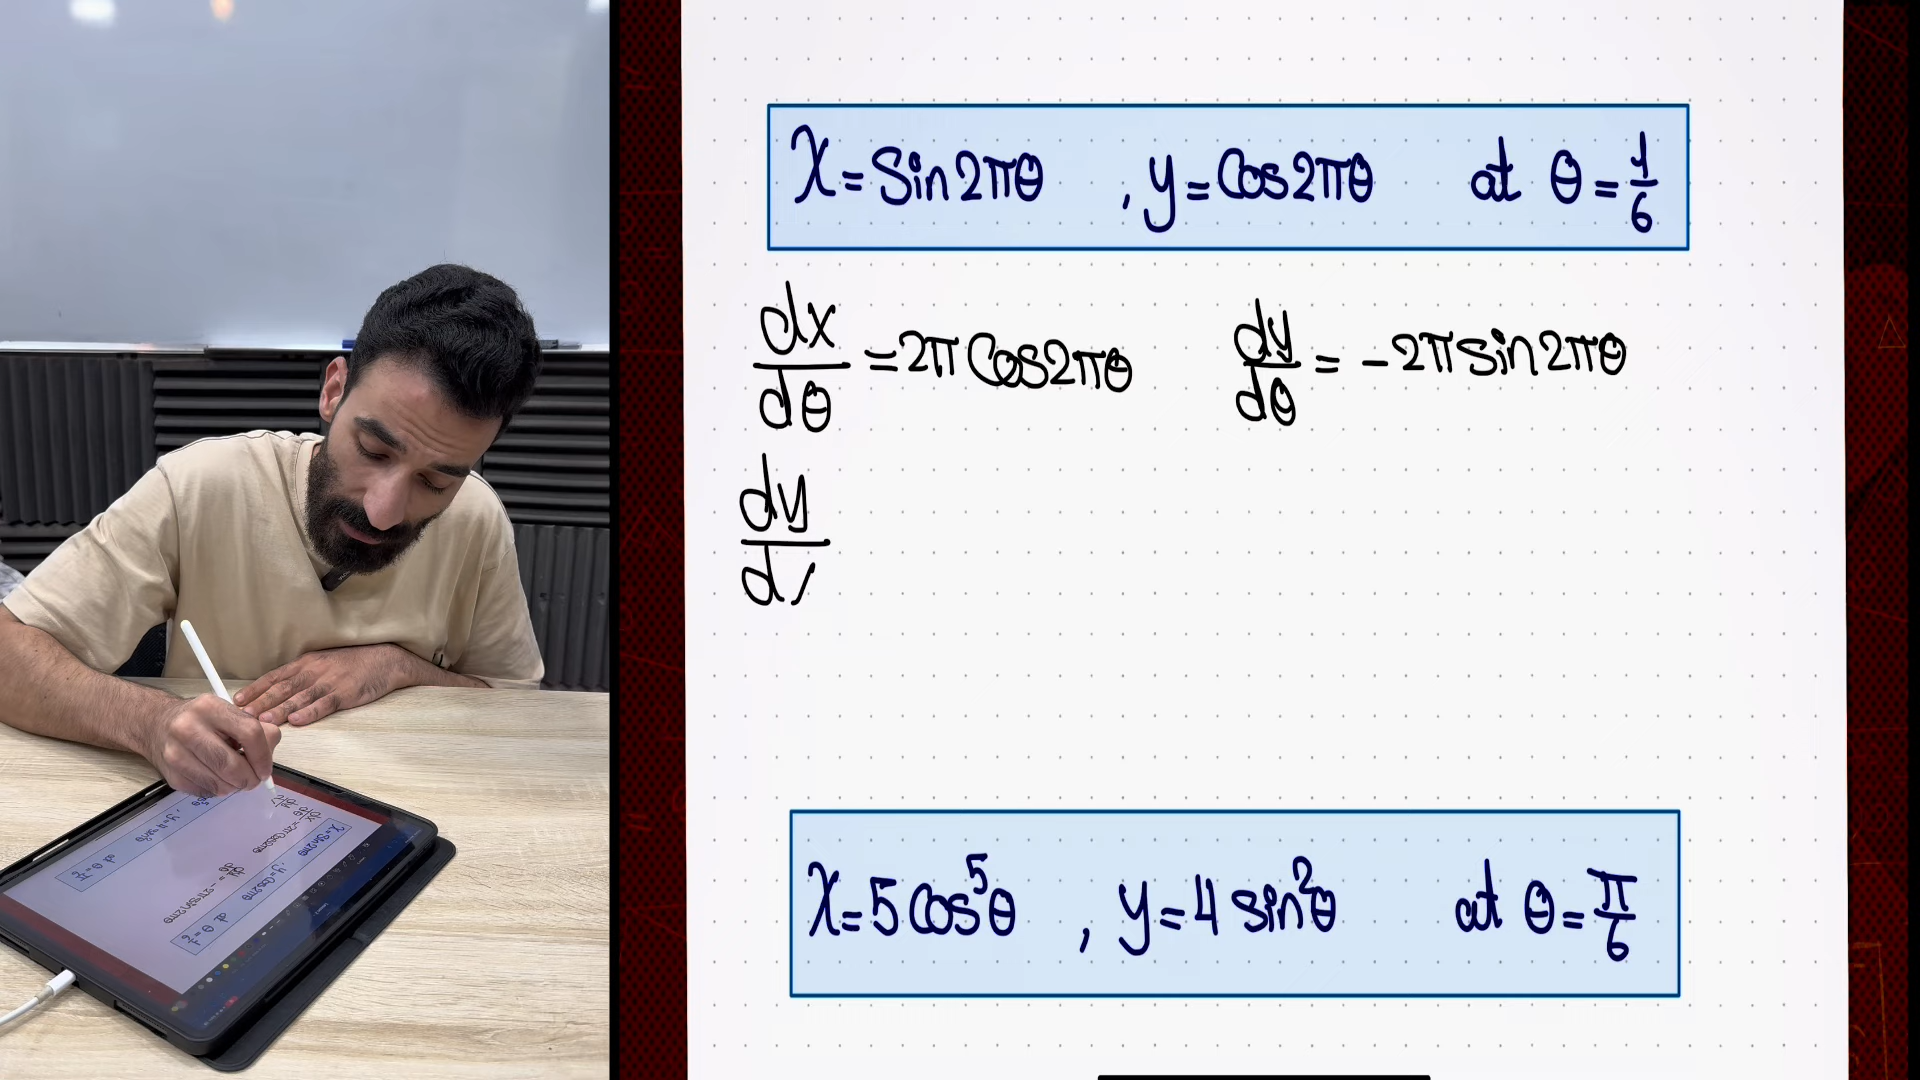 x = Sin2πθ , y = Cos2πθ at θ = 1/6
dx/dθ = 2π Cos2πθ dy/dθ = -2π sin2πθ
dy/d
x = 5 Cos⁵θ , y = 4 sin²θ at θ = π/6